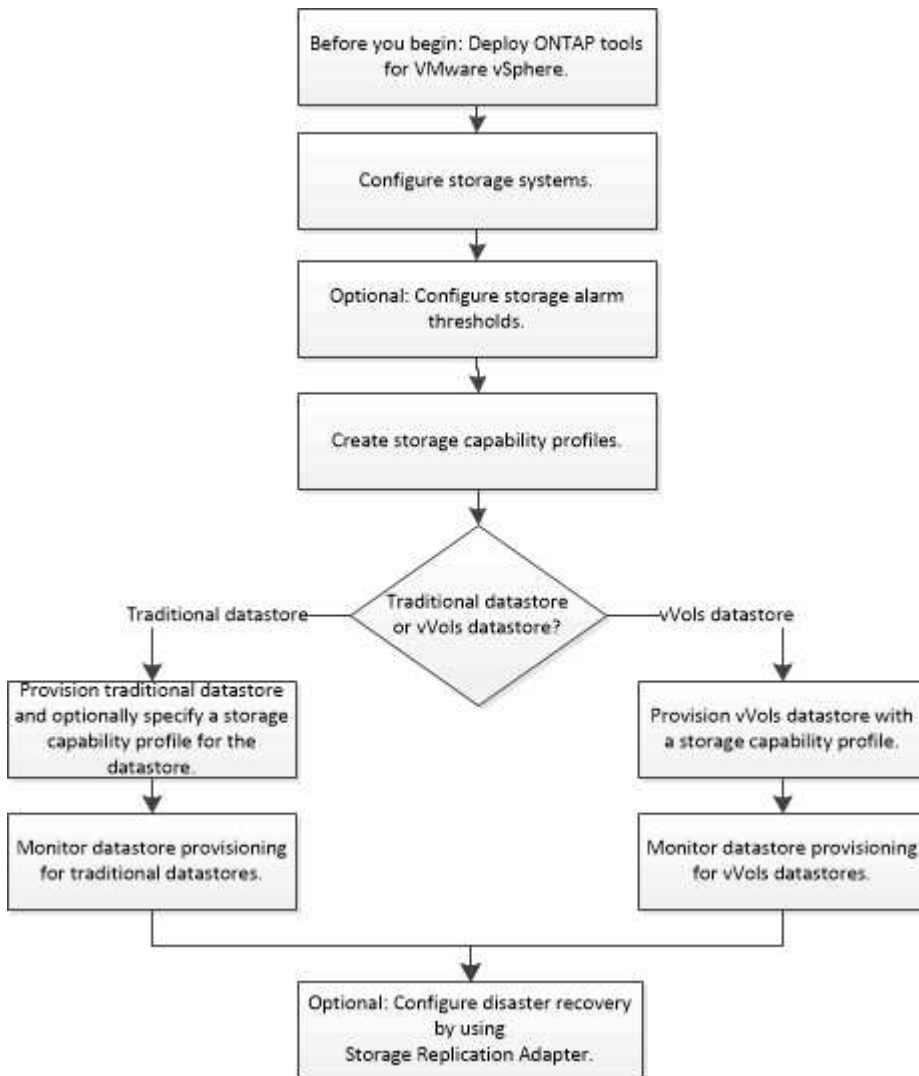 Before you begin: Deploy ONTAP tools
for VMware vSphere.
Configure storage systems.
Optional: Configure storage alarm
thresholds.
Create storage capability profiles.
Traditional datastore
or vVols datastore?
Traditional datastore
vVols datastore
Provision traditional datastore
and optionally specify a storage
capability profile for the
datastore.
Provision vVols datastore with
a storage capability profile.
Monitor datastore provisioning
for traditional datastores.
Monitor datastore provisioning
for vVols datastores.
Optional: Configure disaster recovery
by using
Storage Replication Adapter.